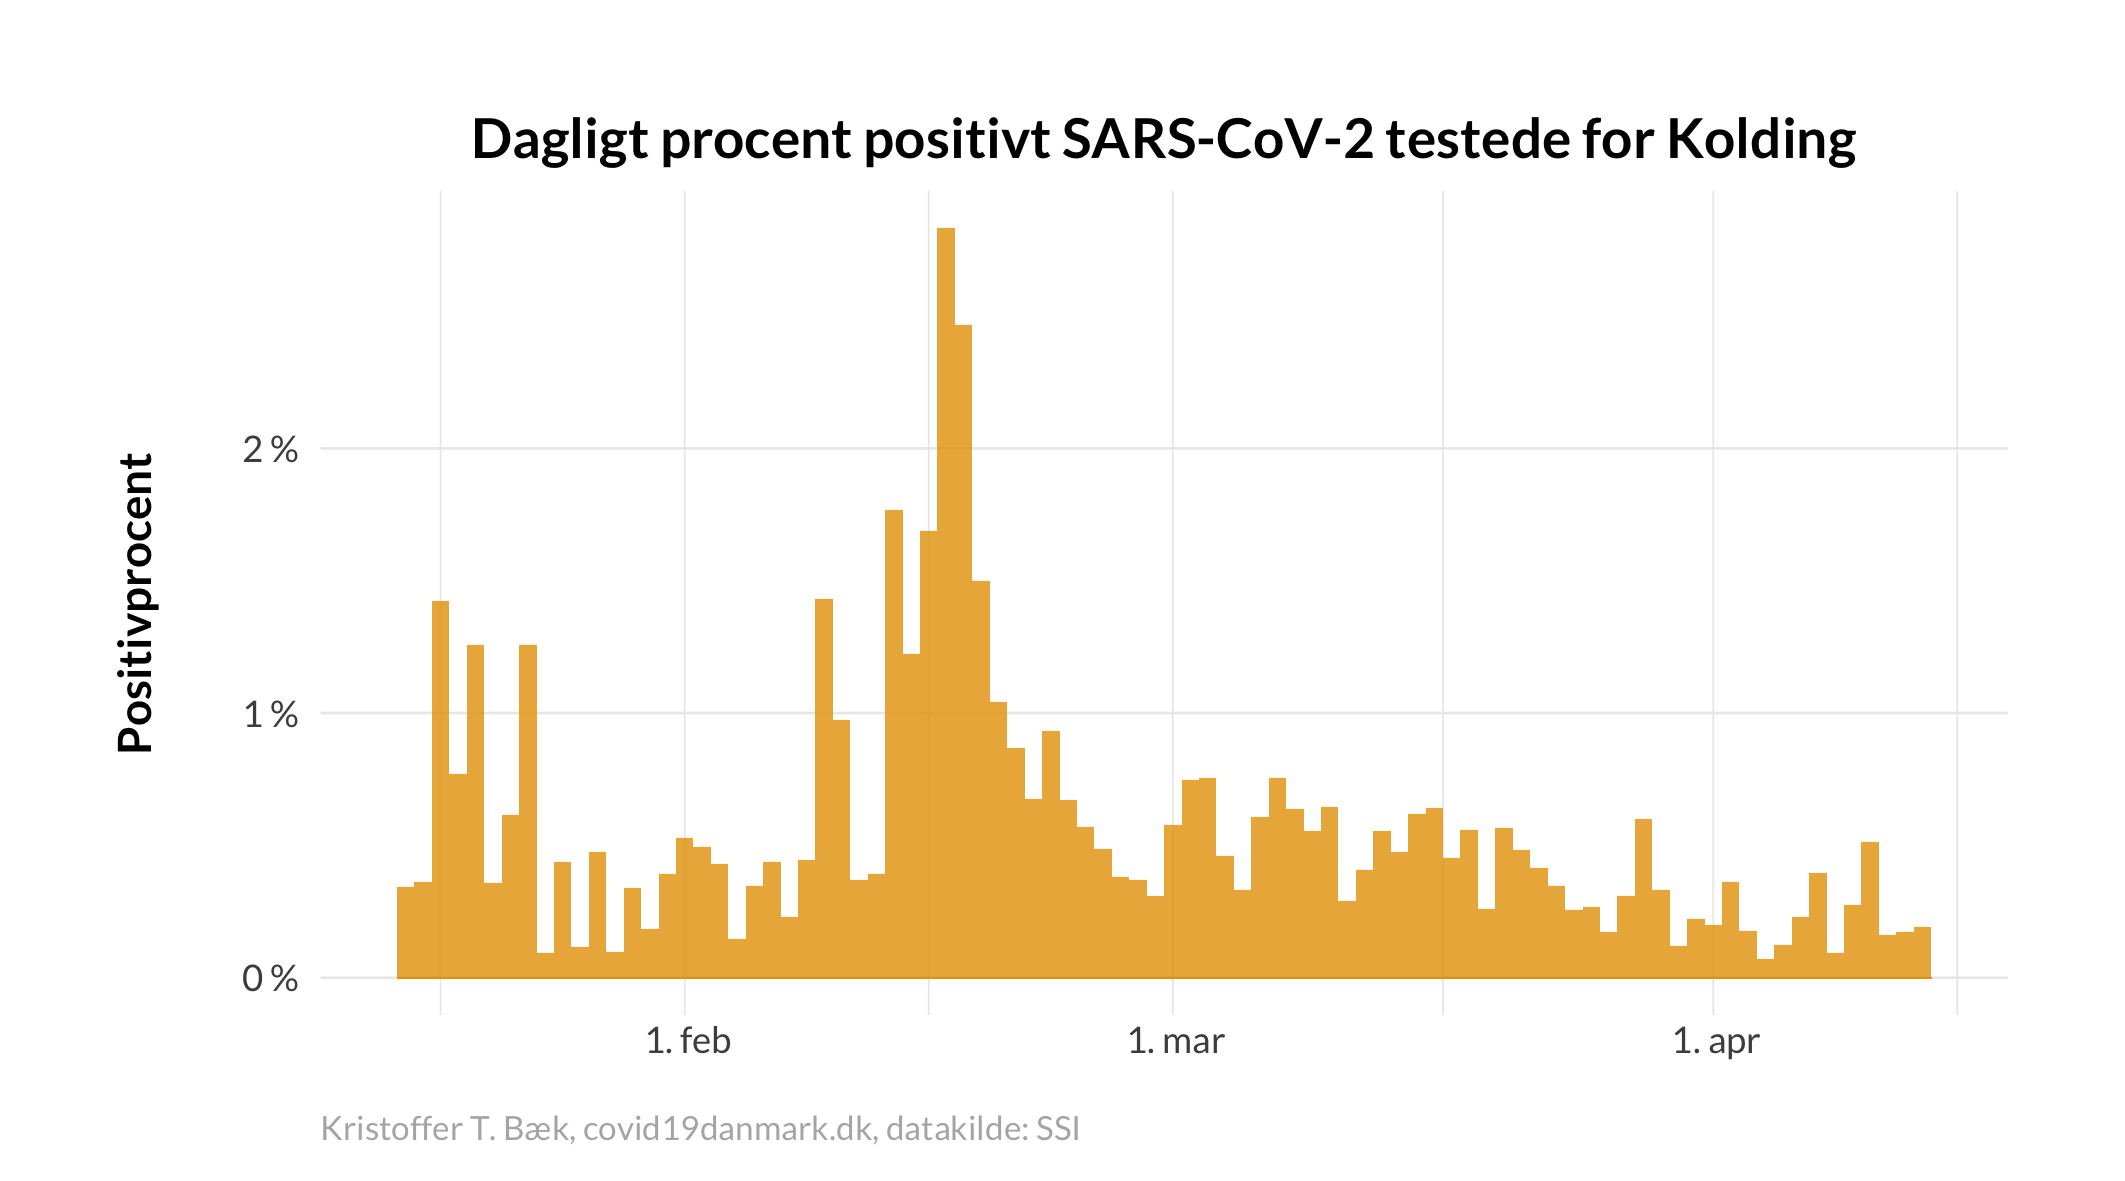 Dagligt procent positivt SARS-CoV-2 testede for Kolding
Positivprocent
2 %
1 %
0 %
1. feb
1. mar
1. apr
Kristoffer T. Bæk, covid19danmark.dk, datakilde: SSI